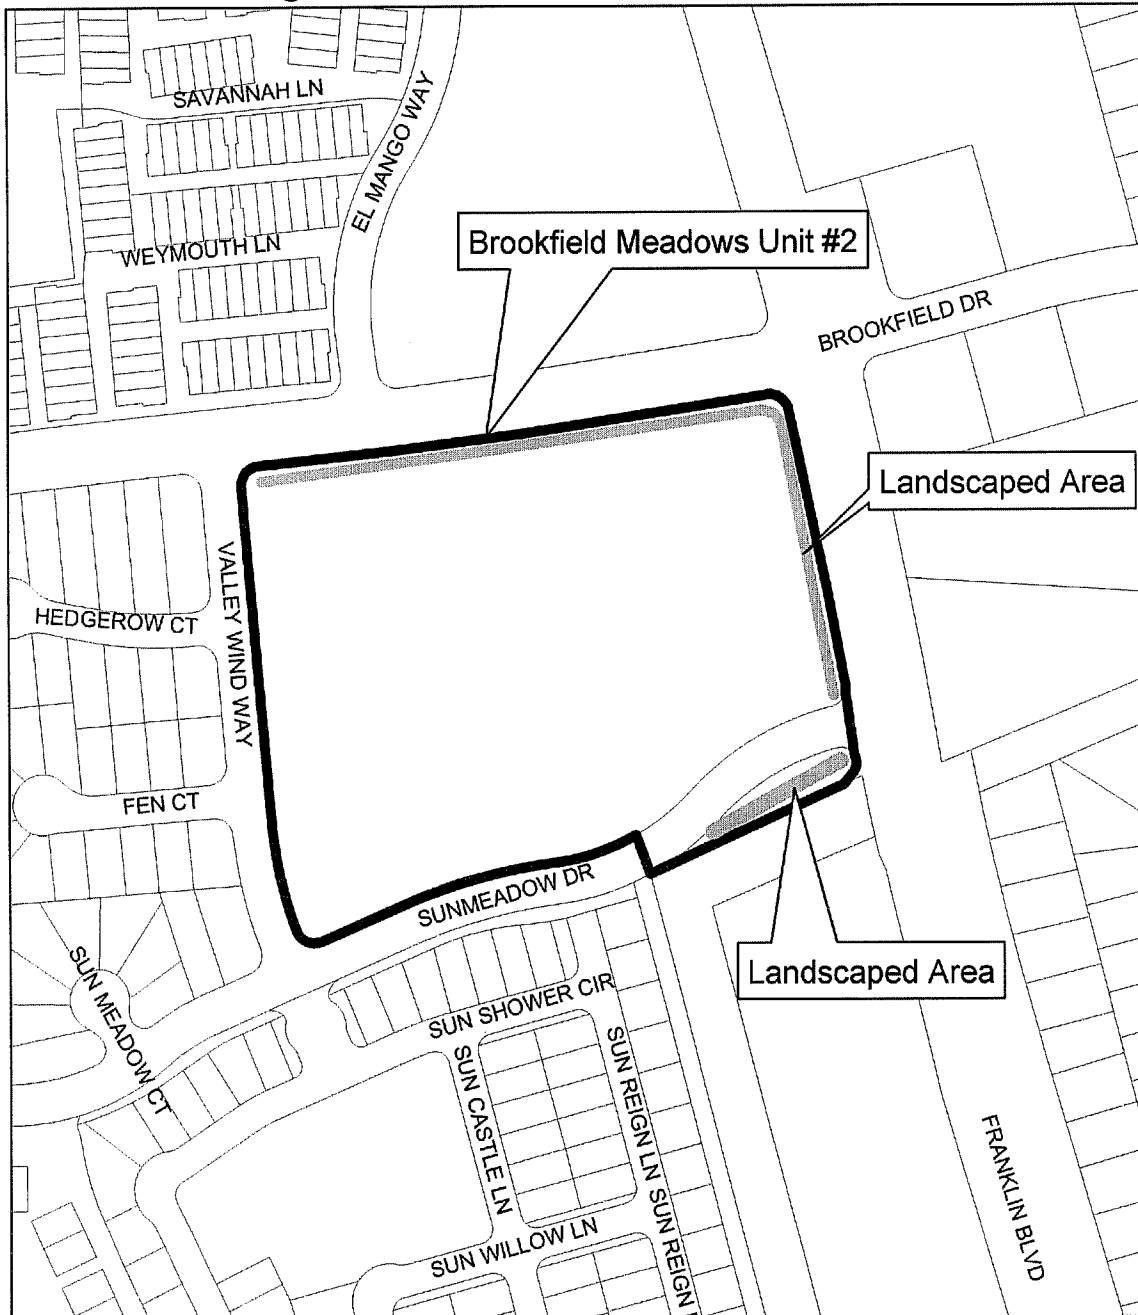 SAVANNAH LN
EL MANGO WAY
WEYMOUTH LN
Brookfield Meadows Unit #2
BROOKFIELD DR
Landscaped Area
VALLEY WIND WAY
HEDGEROW CT
FEN CT
SUNMEADOW DR
Landscaped Area
SUN MEADOW CT
SUN SHOWER CIR
SUN CASTLE LN
SUN REIGN LN
SUN REIGN
FRANKLIN BLVD
SUN WILLOW LN